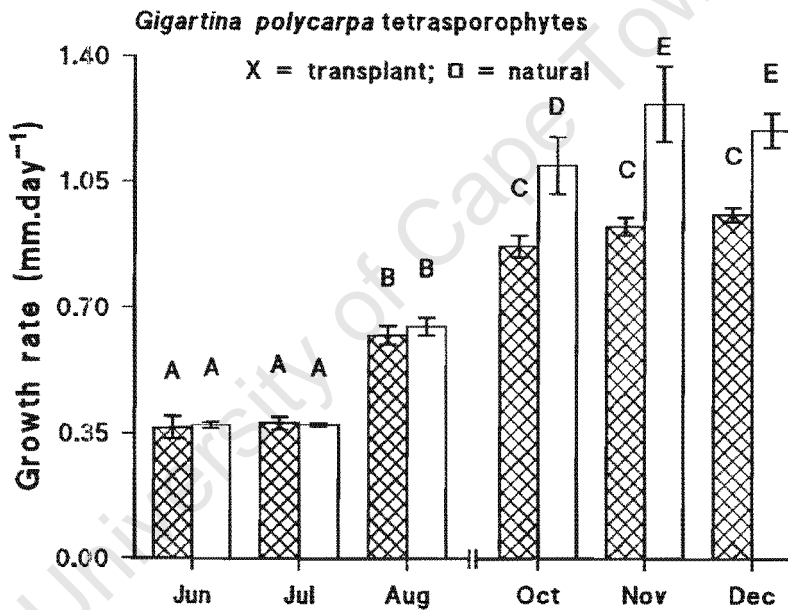 Gigartina polycarpa tetrasporophytes
X = transplant; □ = natural
Growth rate (mm.day⁻¹)
1.40
1.05
0.70
0.35
0.00
A A A A B B C D C E C E
Jun Jul Aug Oct Nov Dec
University of Cape Tow